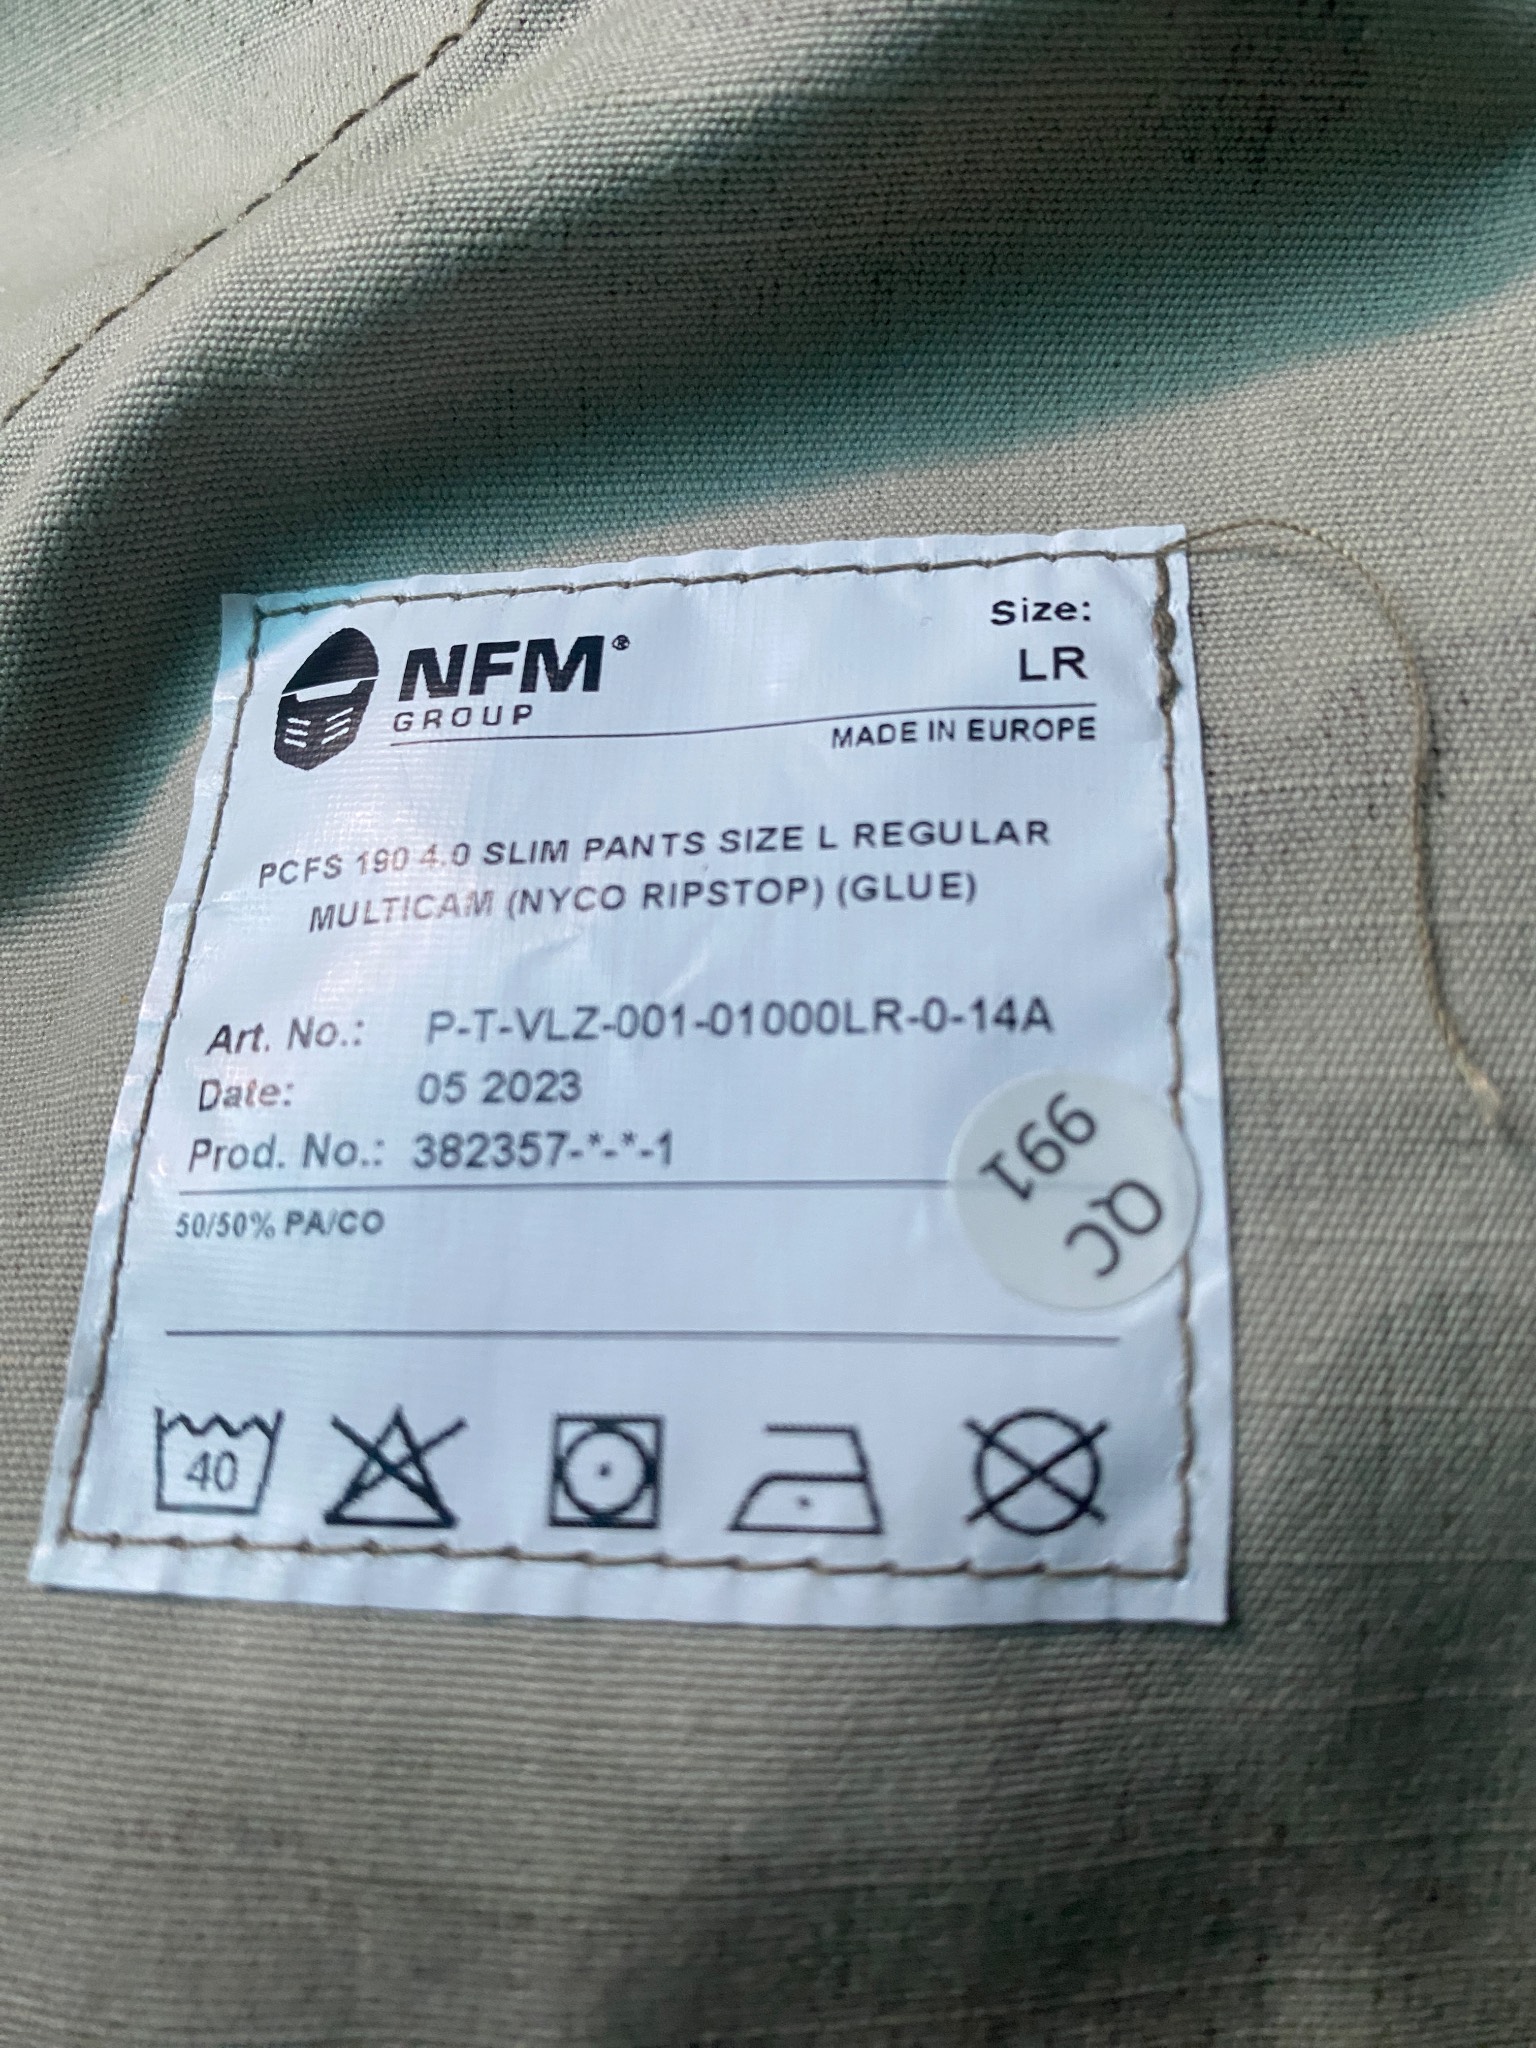 NFM®
GROUP
Size:
LR
MADE IN EUROPE
PCFS 190 4.0 SLIM PANTS SIZE L REGULAR
MULTICAM (NYCO RIPSTOP) (GLUE)
Art. No.: P-T-VLZ-001-01000LR-0-14A
Date: 05 2023
Prod. No.: 382357-*-*-1
50/50% PA/CO
QC
991
40